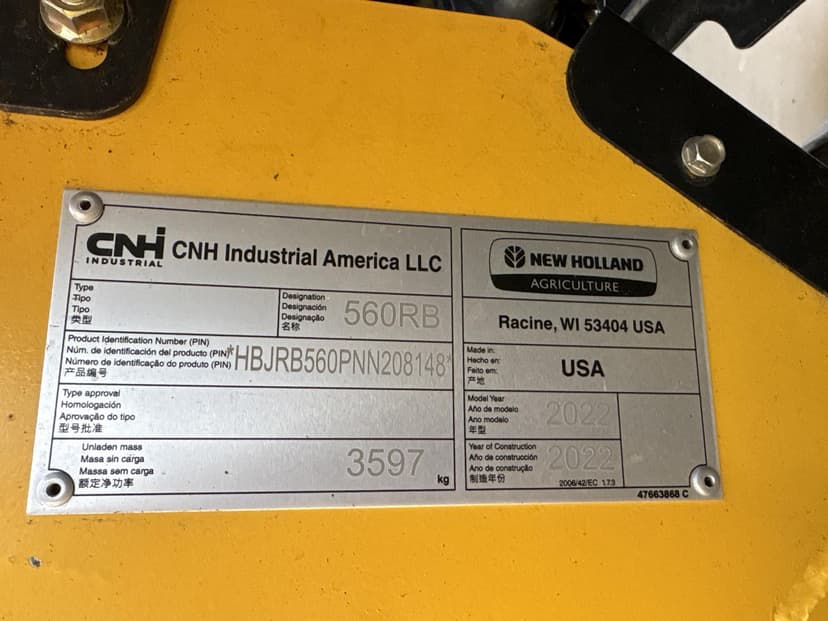 CNH INDUSTRIAL CNH Industrial America LLC
Type
Tipo
Tipo
类型
Designation
Designación
Designação
名称
560RB
Product Identification Number (PIN)
Núm. de identificación del producto (PIN)
Número de identificação do produto (PIN)
产品编号
*HBJRB560PNN208148*
Type approval
Homologación
Aprovação do tipo
型号批准
Unladen mass
Masa sin carga
Massa sem carga
额定净功率
3597 kg
NEW HOLLAND
AGRICULTURE
Racine, WI 53404 USA
Made in:
Hecho en:
Feito em:
产地
USA
Model Year
Año de modelo
Ano modelo
年型
2022
Year of Construction
Año de construcción
Ano de construção
制造年份
2022
2006/42/EC 1.7.3
47663868 C